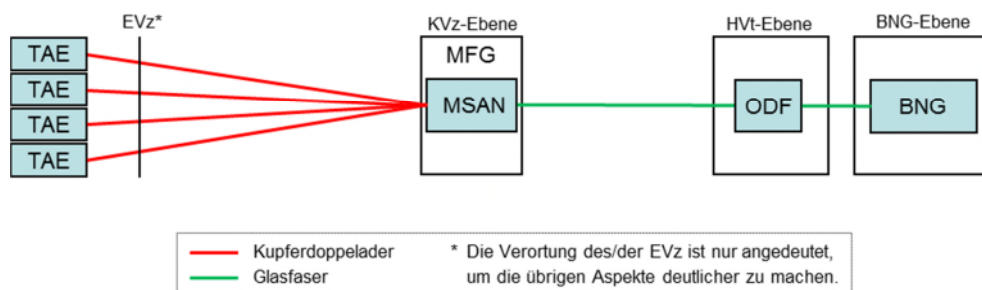 EVz*
KVz-Ebene
HVt-Ebene
BNG-Ebene
TAE
TAE
TAE
TAE
MFG
MSAN
ODF
BNG
Kupferdoppelader
Glasfaser
* Die Verortung des/der EVz ist nur angedeutet,
um die übrigen Aspekte deutlicher zu machen.